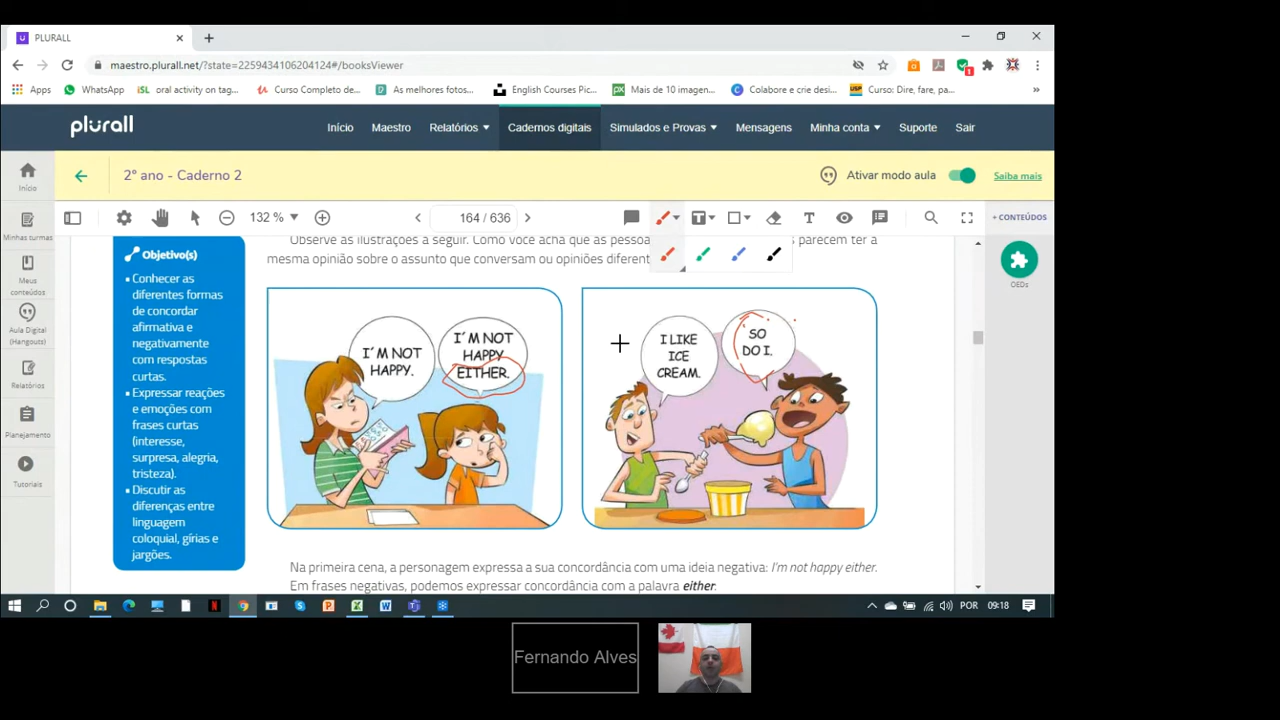 PLURALL
maestro.plurall.net/?state=2259434106204124#/booksViewer
1
Apps
WhatsApp
iSL
oral activity on tag...
Curso Completo de...
As melhores fotos...
English Courses Pic...
Mais de 10 imagen...
Colabore e crie desi...
USP
Curso: Dire, fare, pa...
plurall
Início
Maestro
Relatórios
Cadernos digitais
Simulados e Provas
Mensagens
Minha conta
Suporte
Sair
2º ano - Caderno 2
Ativar modo aula
Saiba mais
132 %
164 / 636
+ CONTEÚDOS
Início
Minhas turmas
Meus
conteúdos
Aula Digital
(Hangouts)
Relatórios
Planejamento
Tutoriais
OEDs
Objetivo(s)
• Conhecer as
diferentes formas
de concordar
afirmativa e
negativamente
com respostas
curtas.
• Expressar reações
e emoções com
frases curtas
(interesse,
surpresa, alegria,
tristeza).
• Discutir as
diferenças entre
linguagem
coloquial, gírias e
jargões.
Observe as ilustrações a seguir. Como você acha que as
parecem ter a
mesma opinião sobre o assunto que conversam ou opiniões
I´M NOT
HAPPY.
I´M NOT
HAPPY
EITHER.
I LIKE
ICE
CREAM.
SO
DO I.
Na primeira cena, a personagem expressa a sua concordância com uma ideia negativa: I'm not happy either.
Em frases negativas, podemos expressar concordância com a palavra either.
POR
09:18
Fernando Alves